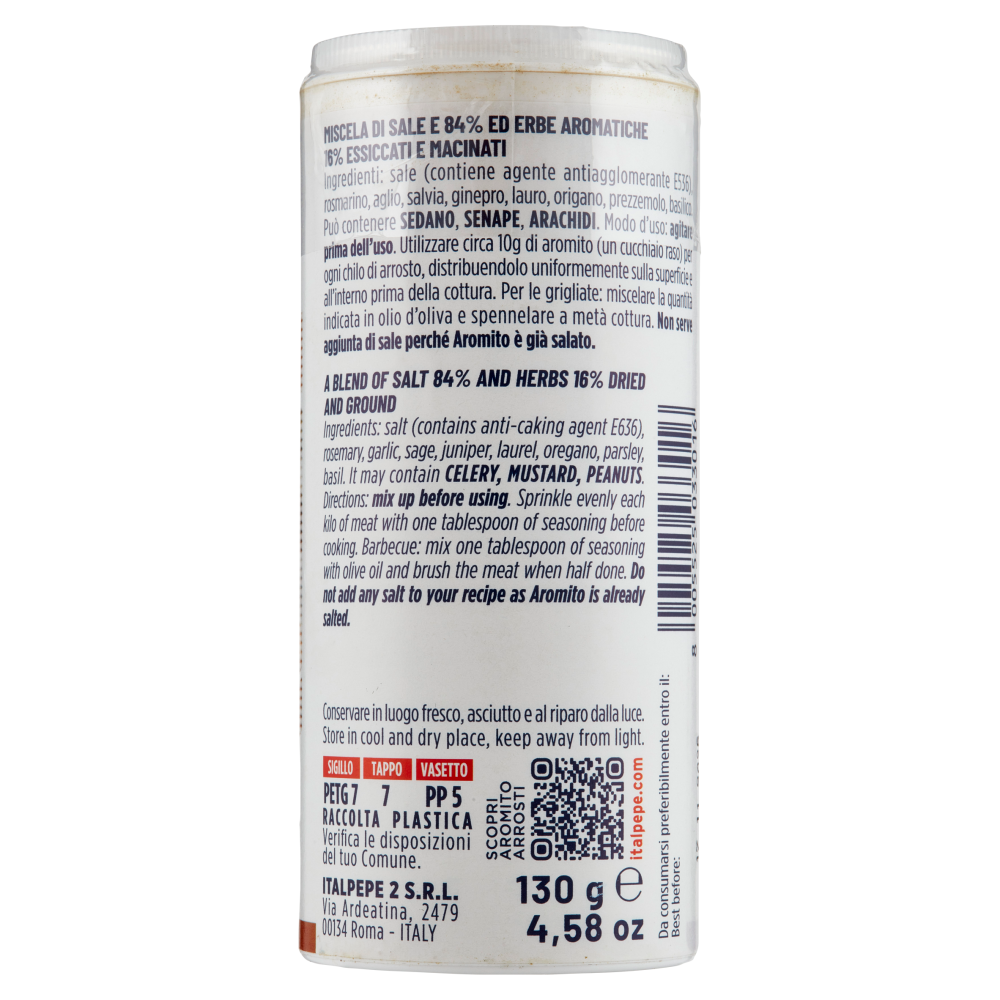 MISCELA DI SALE E 84% ED ERBE AROMATICHE
16% ESSICCATI E MACINATI
Ingredienti: sale (contiene agente antiagglomerante E536),
rosmarino, aglio, salvia, ginepro, lauro, origano, prezzemolo, basilico.
Può contenere SEDANO, SENAPE, ARACHIDI. Modo d'uso: agitare
prima dell'uso. Utilizzare circa 10g di aromito (un cucchiaio raso) per
ogni chilo di arrosto, distribuendolo uniformemente sulla superficie e
all'interno prima della cottura. Per le grigliate: miscelare la quantità
indicata in olio d'oliva e spennelare a metà cottura. Non serve
aggiunta di sale perché Aromito è già salato.
A BLEND OF SALT 84% AND HERBS 16% DRIED
AND GROUND
Ingredients: salt (contains anti-caking agent E636),
rosemary, garlic, sage, juniper, laurel, oregano, parsley,
basil. It may contain CELERY, MUSTARD, PEANUTS.
Directions: mix up before using. Sprinkle evenly each
kilo of meat with one tablespoon of seasoning before
cooking. Barbecue: mix one tablespoon of seasoning
with olive oil and brush the meat when half done. Do
not add any salt to your recipe as Aromito is already
salted.
Conservare in luogo fresco, asciutto e al riparo dalla luce.
Store in cool and dry place, keep away from light.
SIGILLO TAPPO VASETTO
PETG 7 7 PP 5
RACCOLTA PLASTICA
Verifica le disposizioni
del tuo Comune.
ITALPEPE 2 S.R.L.
Via Ardeatina, 2479
00134 Roma - ITALY
SCOPRI
AROMITO
ARROSTI
italpepe.com
130 g ℮
4,58 oz
8 005525 033016
Da consumarsi preferibilmente entro il:
Best before: